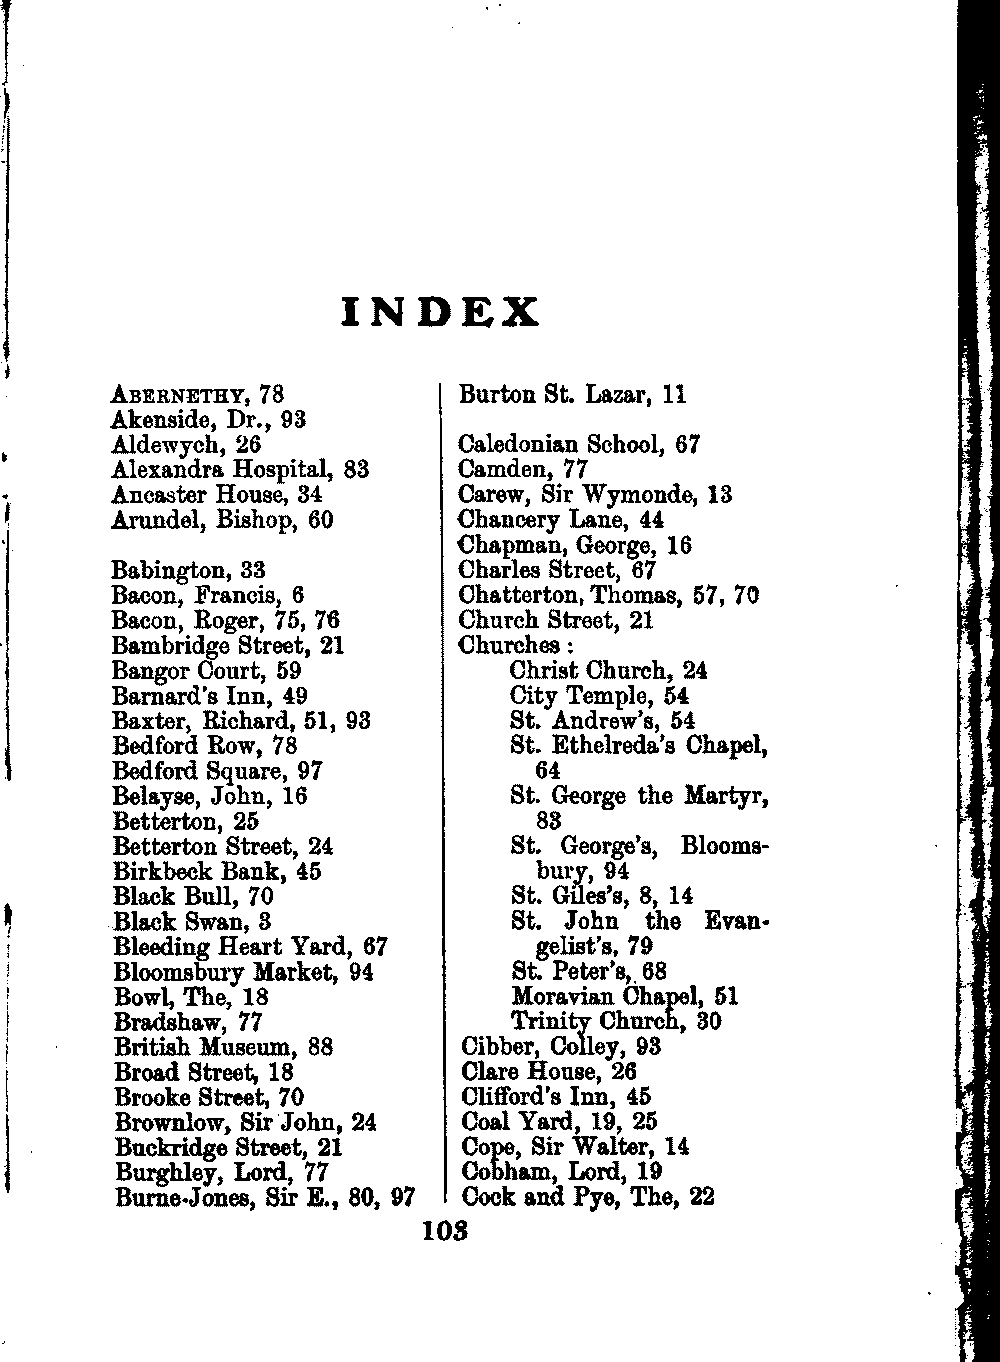 INDEX
ABERNETHY, 78
Akenside, Dr., 93
Aldewych, 26
Alexandra Hospital, 83
Ancaster House, 34
Arundel, Bishop, 60
Babington, 33
Bacon, Francis, 6
Bacon, Roger, 75, 76
Bambridge Street, 21
Bangor Court, 59
Barnard's Inn, 49
Baxter, Richard, 51, 93
Bedford Row, 78
Bedford Square, 97
Belayse, John, 16
Betterton, 25
Betterton Street, 24
Birkbeck Bank, 45
Black Bull, 70
Black Swan, 3
Bleeding Heart Yard, 67
Bloomsbury Market, 94
Bowl, The, 18
Bradshaw, 77
British Museum, 88
Broad Street, 18
Brooke Street, 70
Brownlow, Sir John, 24
Buckridge Street, 21
Burghley, Lord, 77
Burne-Jones, Sir E., 80, 97
Burton St. Lazar, 11
Caledonian School, 67
Camden, 77
Carew, Sir Wymonde, 13
Chancery Lane, 44
Chapman, George, 16
Charles Street, 67
Chatterton, Thomas, 57, 70
Church Street, 21
Churches :
Christ Church, 24
City Temple, 54
St. Andrew's, 54
St. Ethelreda's Chapel,
64
St. George the Martyr,
83
St. George's, Blooms-
bury, 94
St. Giles's, 8, 14
St. John the Evan-
gelist's, 79
St. Peter's, 68
Moravian Chapel, 51
Trinity Church, 30
Cibber, Colley, 93
Clare House, 26
Clifford's Inn, 45
Coal Yard, 19, 25
Cope, Sir Walter, 14
Cobham, Lord, 19
Cock and Pye, The, 22
103